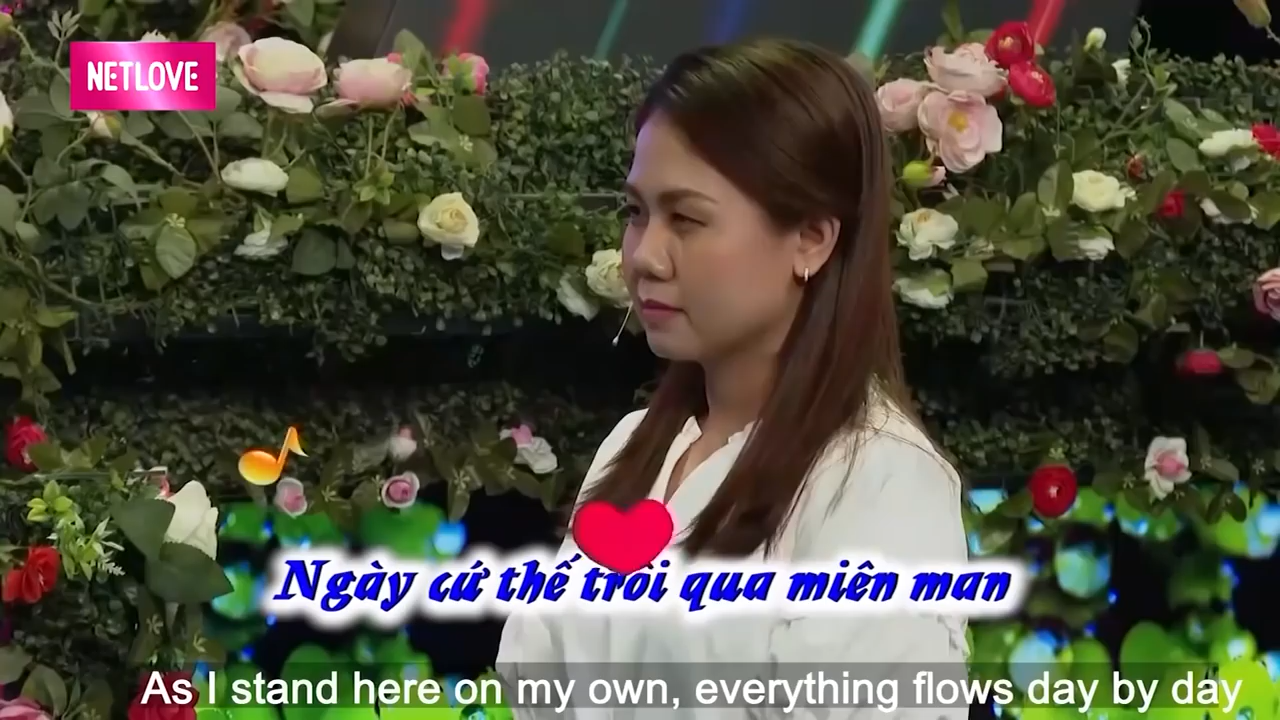 NETLOVE
Ngày cứ thế trôi qua miên man
As I stand here on my own, everything flows day by day